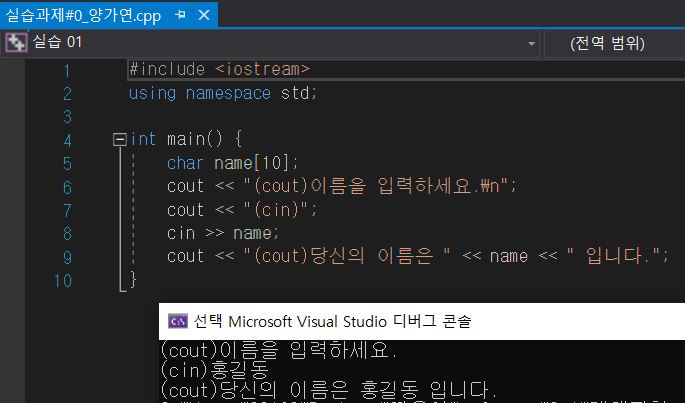 실습과제#0_양가연.cpp
실습 01 (전역 범위)
1 #include <iostream>
2 using namespace std;
3
4 int main() {
5 char name[10];
6 cout << "(cout)이름을 입력하세요.₩n";
7 cout << "(cin)";
8 cin >> name;
9 cout << "(cout)당신의 이름은 " << name << " 입니다.";
10 }
C:\ 선택 Microsoft Visual Studio 디버그 콘솔
(cout)이름을 입력하세요.
(cin)홍길동
(cout)당신의 이름은 홍길동 입니다.